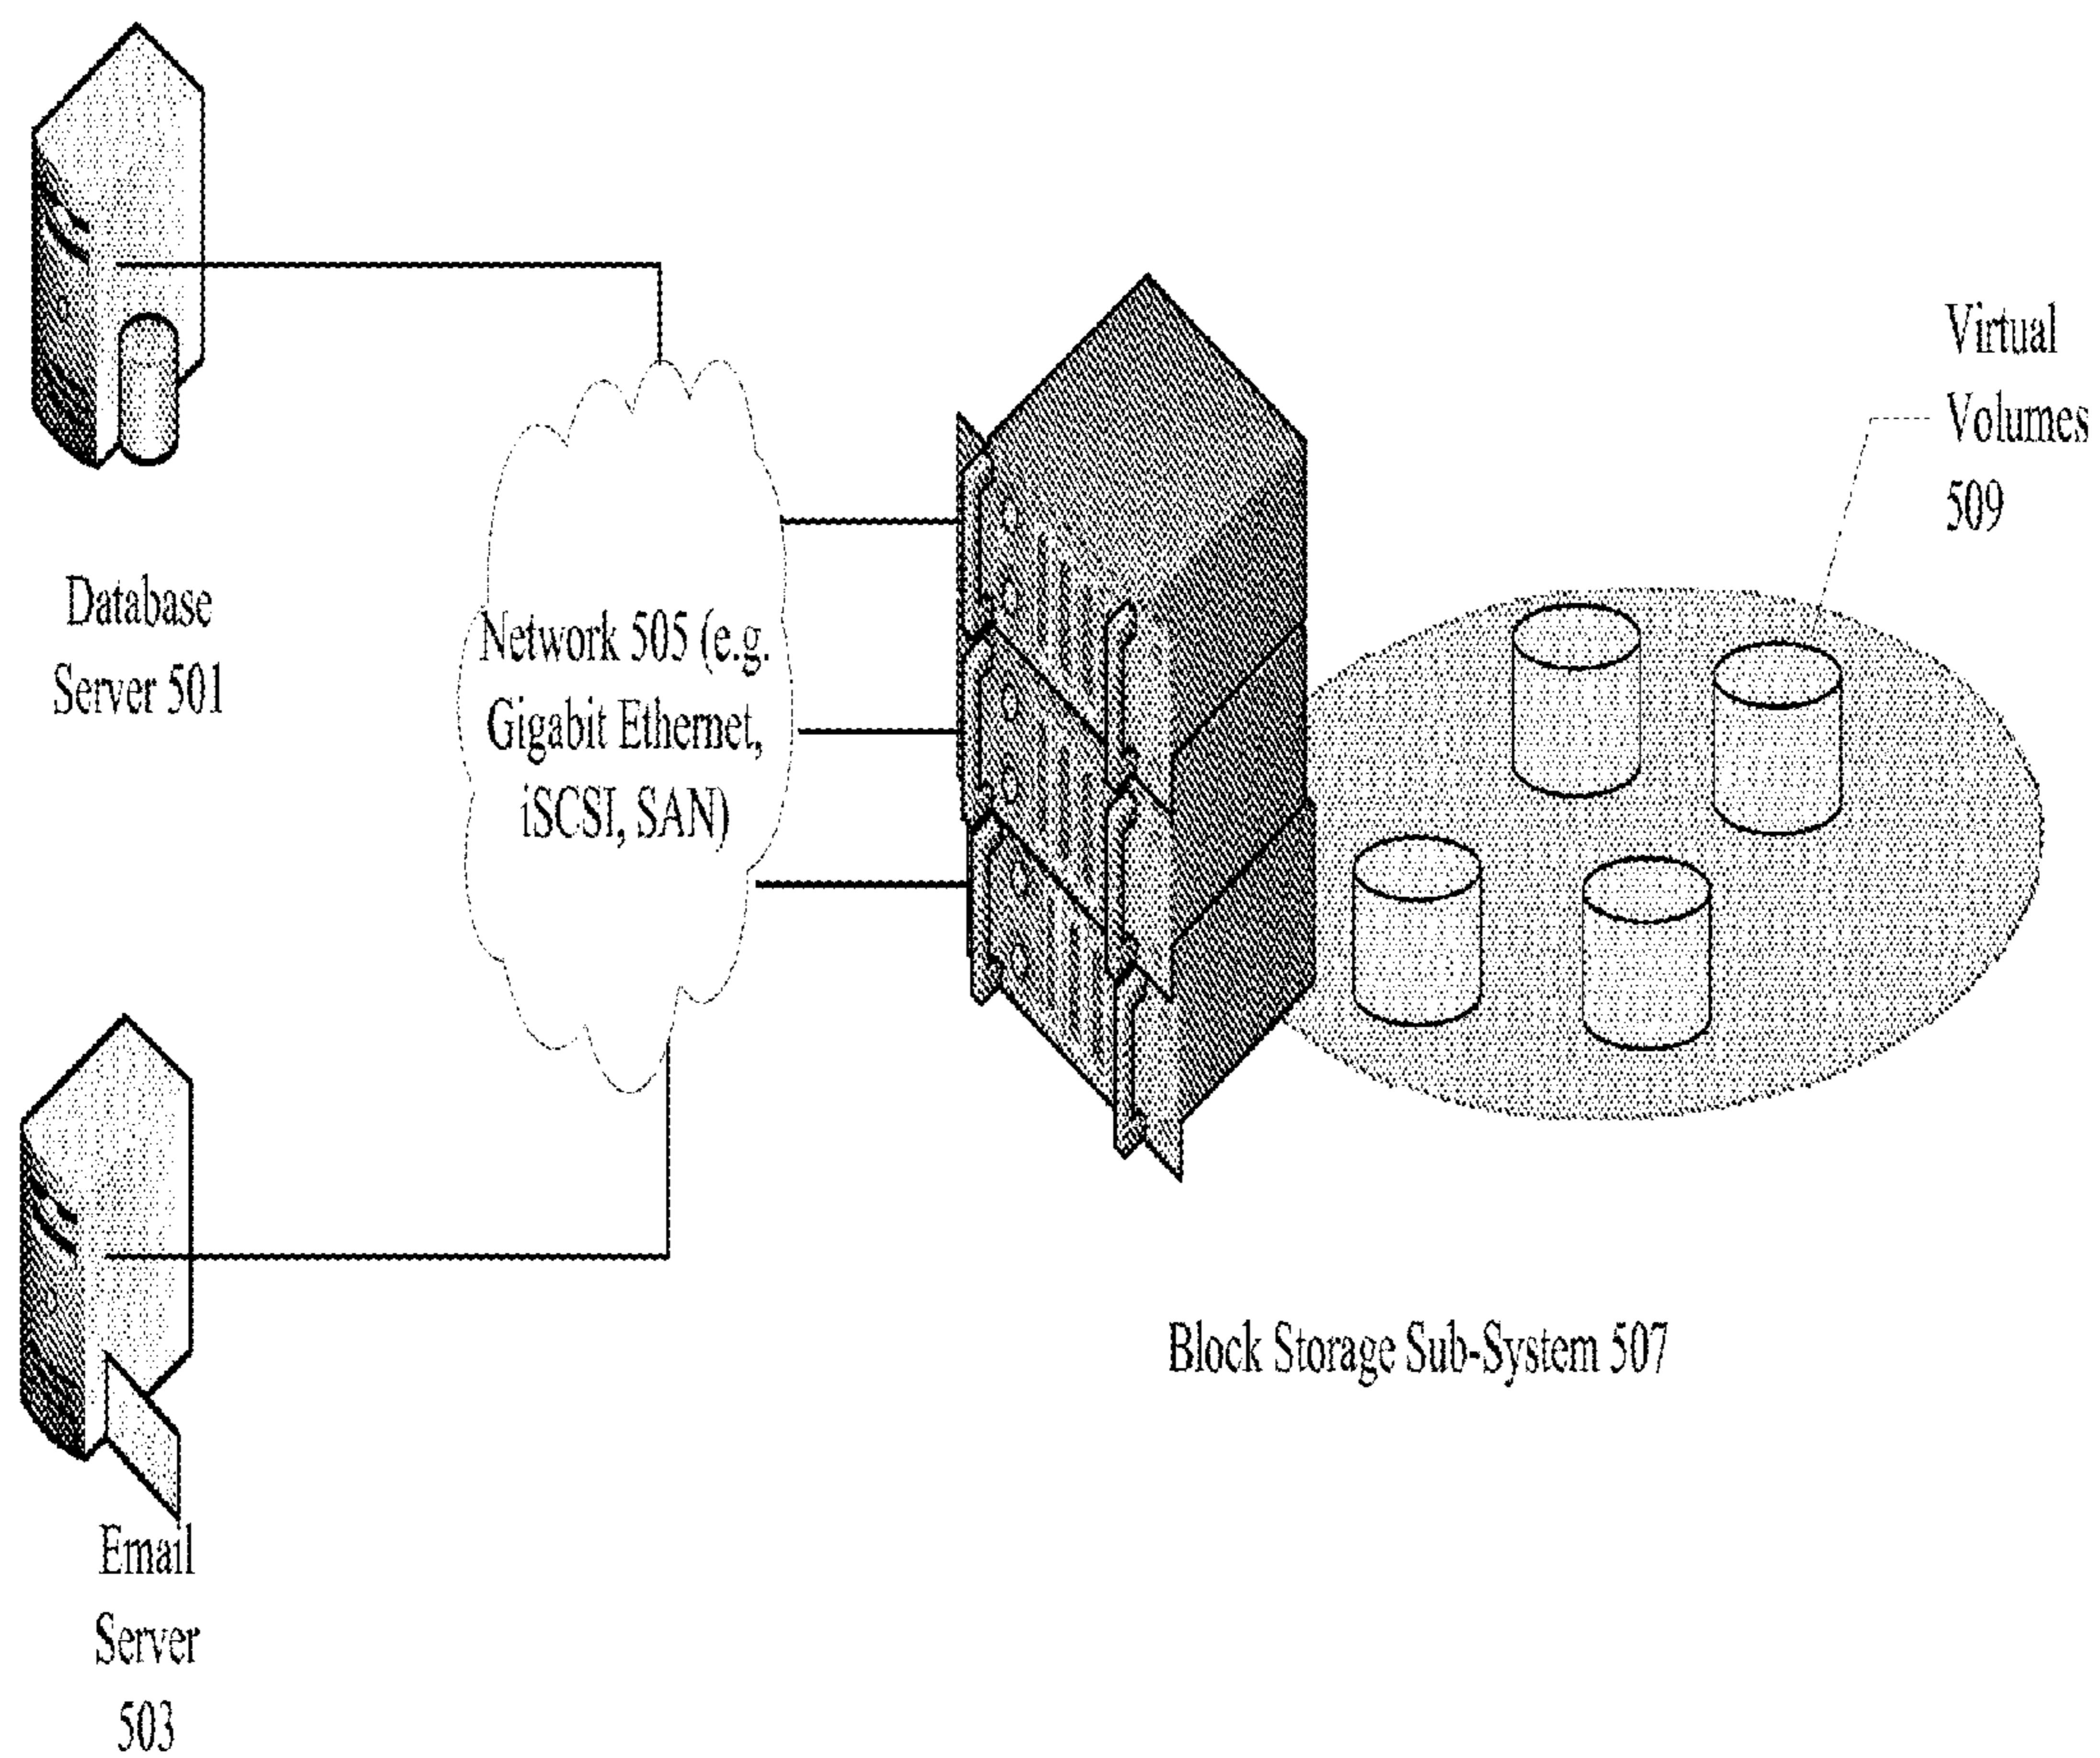 Database
Server 501
Network 505 (e.g.
Gigabit Ethernet,
iSCSI, SAN)
Virtual
Volumes
509
Block Storage Sub-System 507
Email
Server
503